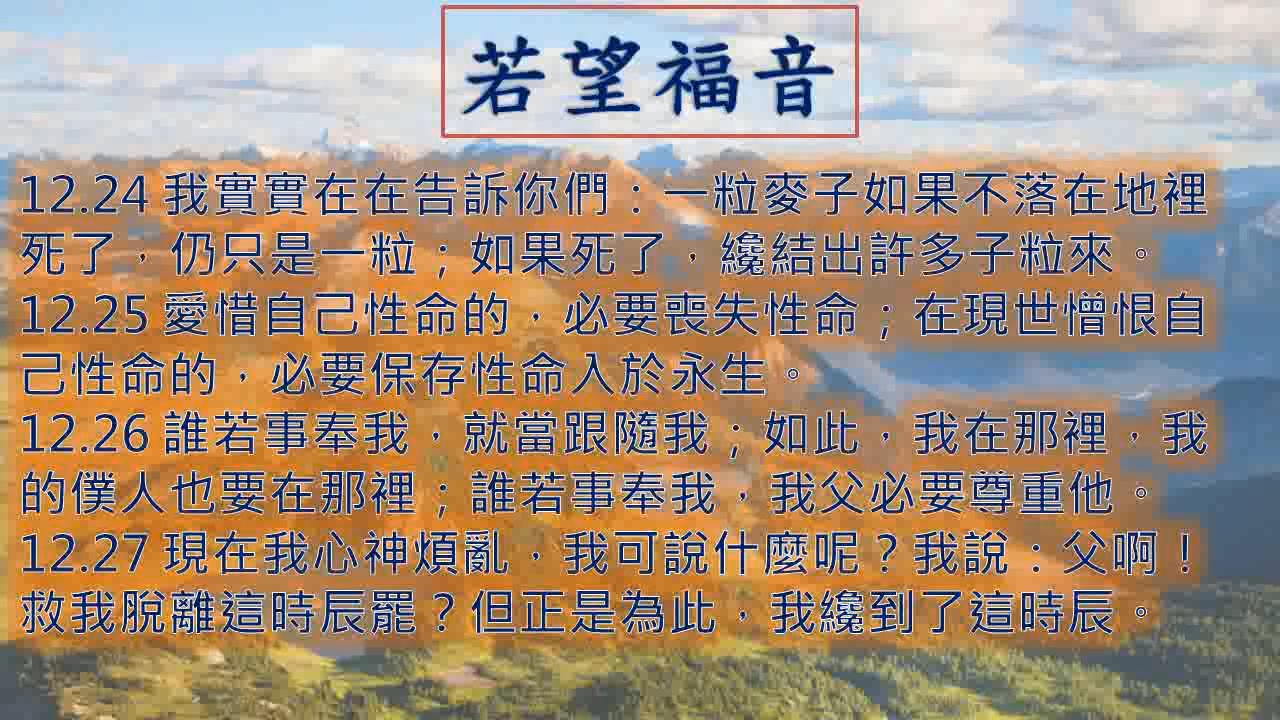 若望福音
12.24 我實實在在告訴你們：一粒麥子如果不落在地裡
死了，仍只是一粒；如果死了，纔結出許多子粒來。
12.25 愛惜自己性命的，必要喪失性命；在現世憎恨自
己性命的，必要保存性命入於永生。
12.26 誰若事奉我，就當跟隨我；如此，我在那裡，我
的僕人也要在那裡；誰若事奉我，我父必要尊重他。
12.27 現在我心神煩亂，我可說什麼呢？我說：父啊！
救我脫離這時辰罷？但正是為此，我纔到了這時辰。